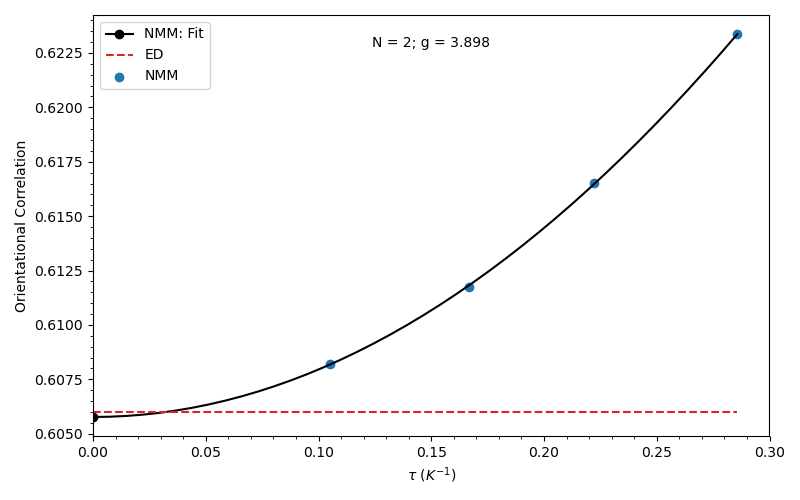 NMM: Fit
ED
NMM
N = 2; g = 3.898
Orientational Correlation
0.6225
0.6200
0.6175
0.6150
0.6125
0.6100
0.6075
0.6050
0.00 0.05 0.10 0.15 0.20 0.25 0.30
τ (K⁻¹)